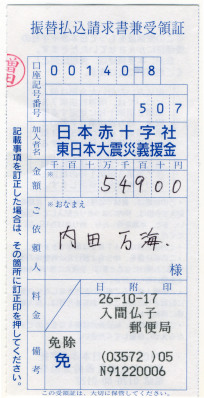 振替払込請求書兼受領証
増田
口座記号番号
00140 8
507
加入者名
日本赤十字社
東日本大震災義援金
金額
千百十万千百十円
※
54900
ご依頼人
※おなまえ
内田 万海
様
料金
備考
免除
免
日附印
26-10-17
入間仏子
郵便局
(03572)05
N91220006
記載事項を訂正した場合は、その箇所に訂正印を押してください。
この受領証は、大切に保管してください。